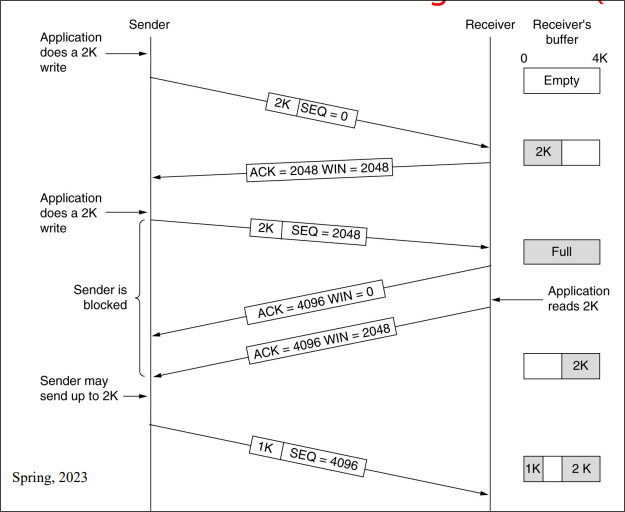 Sender
Receiver
Receiver's
buffer
0 4K
Application
does a 2K
write
Empty
2K SEQ = 0
2K
ACK = 2048 WIN = 2048
Application
does a 2K
write
2K SEQ = 2048
Full
Sender is
blocked
ACK = 4096 WIN = 0
Application
reads 2K
ACK = 4096 WIN = 2048
2K
Sender may
send up to 2K
1K SEQ = 4096
1K 2 K
Spring, 2023